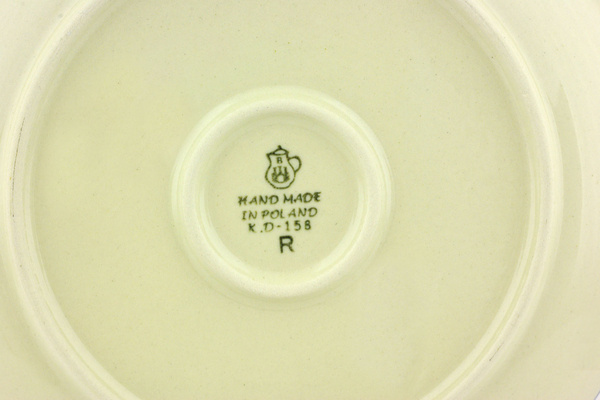 B
HAND MADE
IN POLAND
K.D-158
R